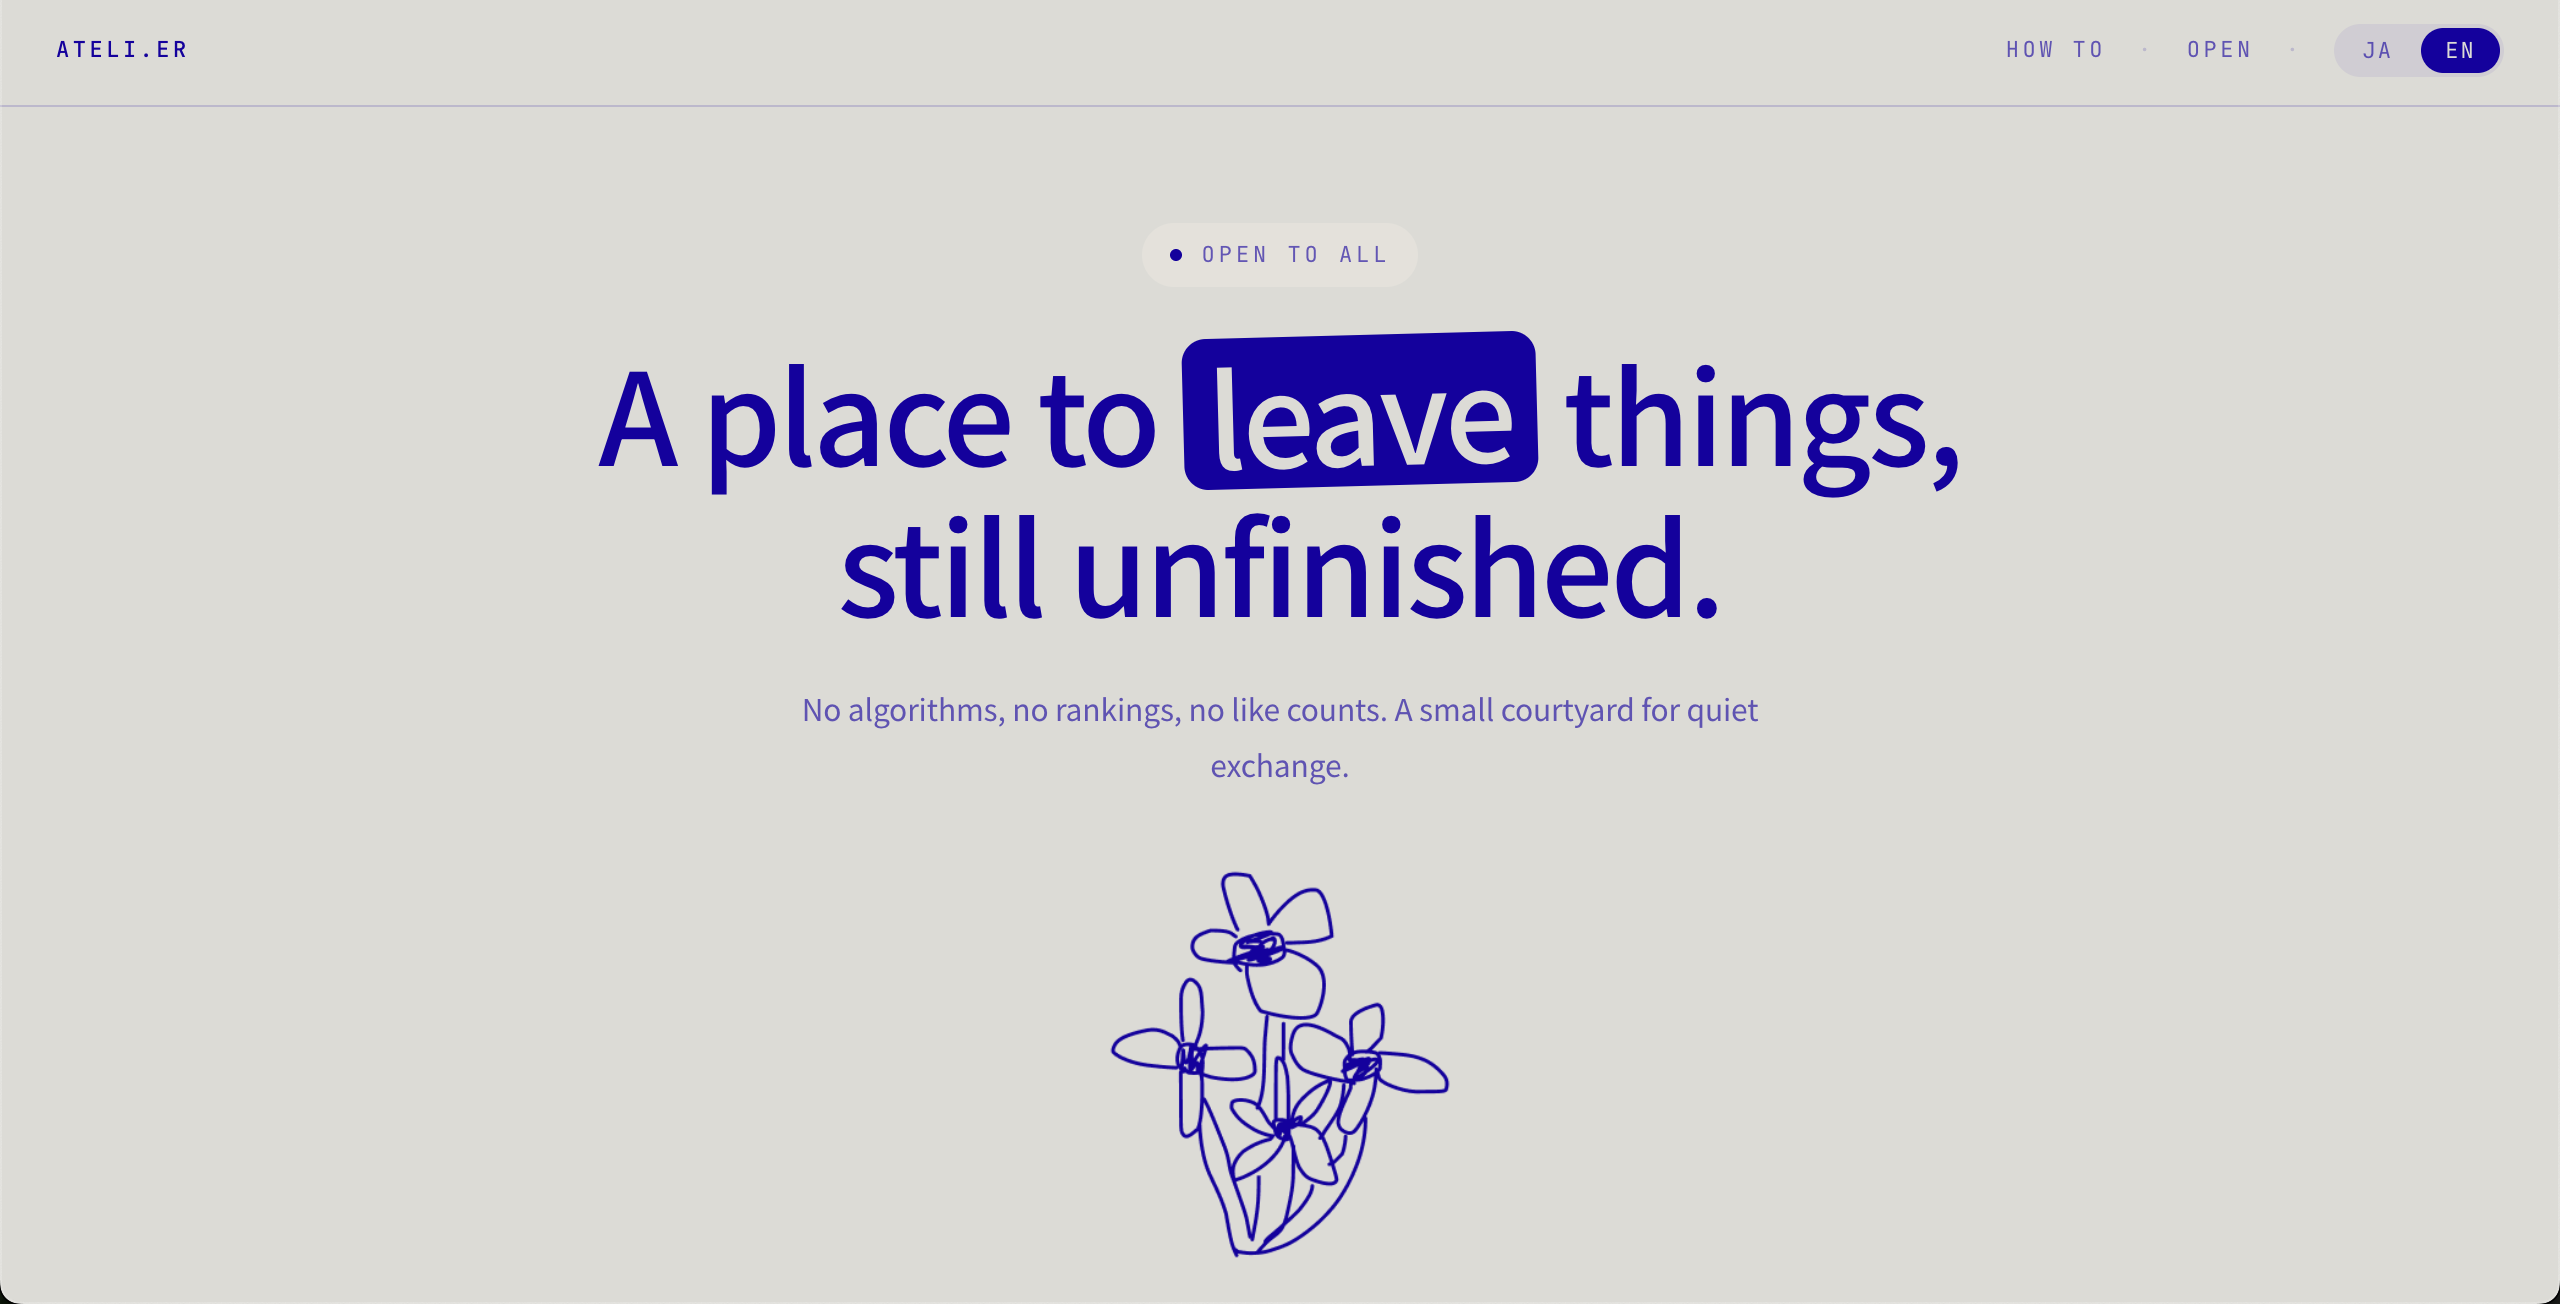 ATELI.ER
HOW TO · OPEN · JA EN
OPEN TO ALL
A place to leave things,
still unfinished.
No algorithms, no rankings, no like counts. A small courtyard for quiet
exchange.